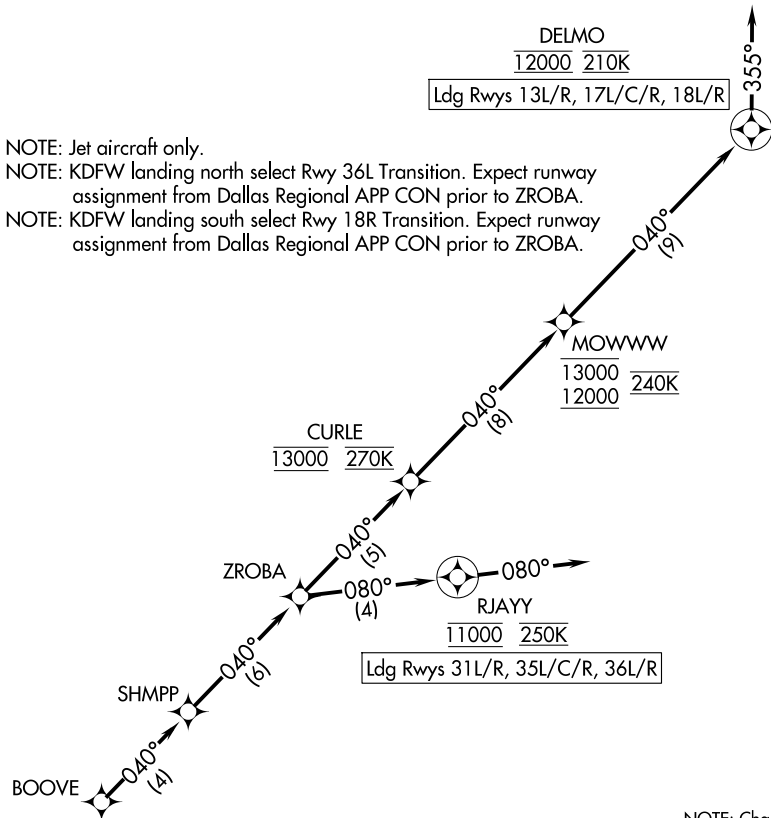 DELMO
12000 210K
Ldg Rwys 13L/R, 17L/C/R, 18L/R
355°
NOTE: Jet aircraft only.
NOTE: KDFW landing north select Rwy 36L Transition. Expect runway
assignment from Dallas Regional APP CON prior to ZROBA.
NOTE: KDFW landing south select Rwy 18R Transition. Expect runway
assignment from Dallas Regional APP CON prior to ZROBA.
040°
(9)
MOWWW
13000
12000
240K
040°
(8)
CURLE
13000 270K
040°
(5)
ZROBA
080°
(4)
080°
RJAYY
11000 250K
Ldg Rwys 31L/R, 35L/C/R, 36L/R
040°
(6)
SHMPP
040°
(4)
BOOVE